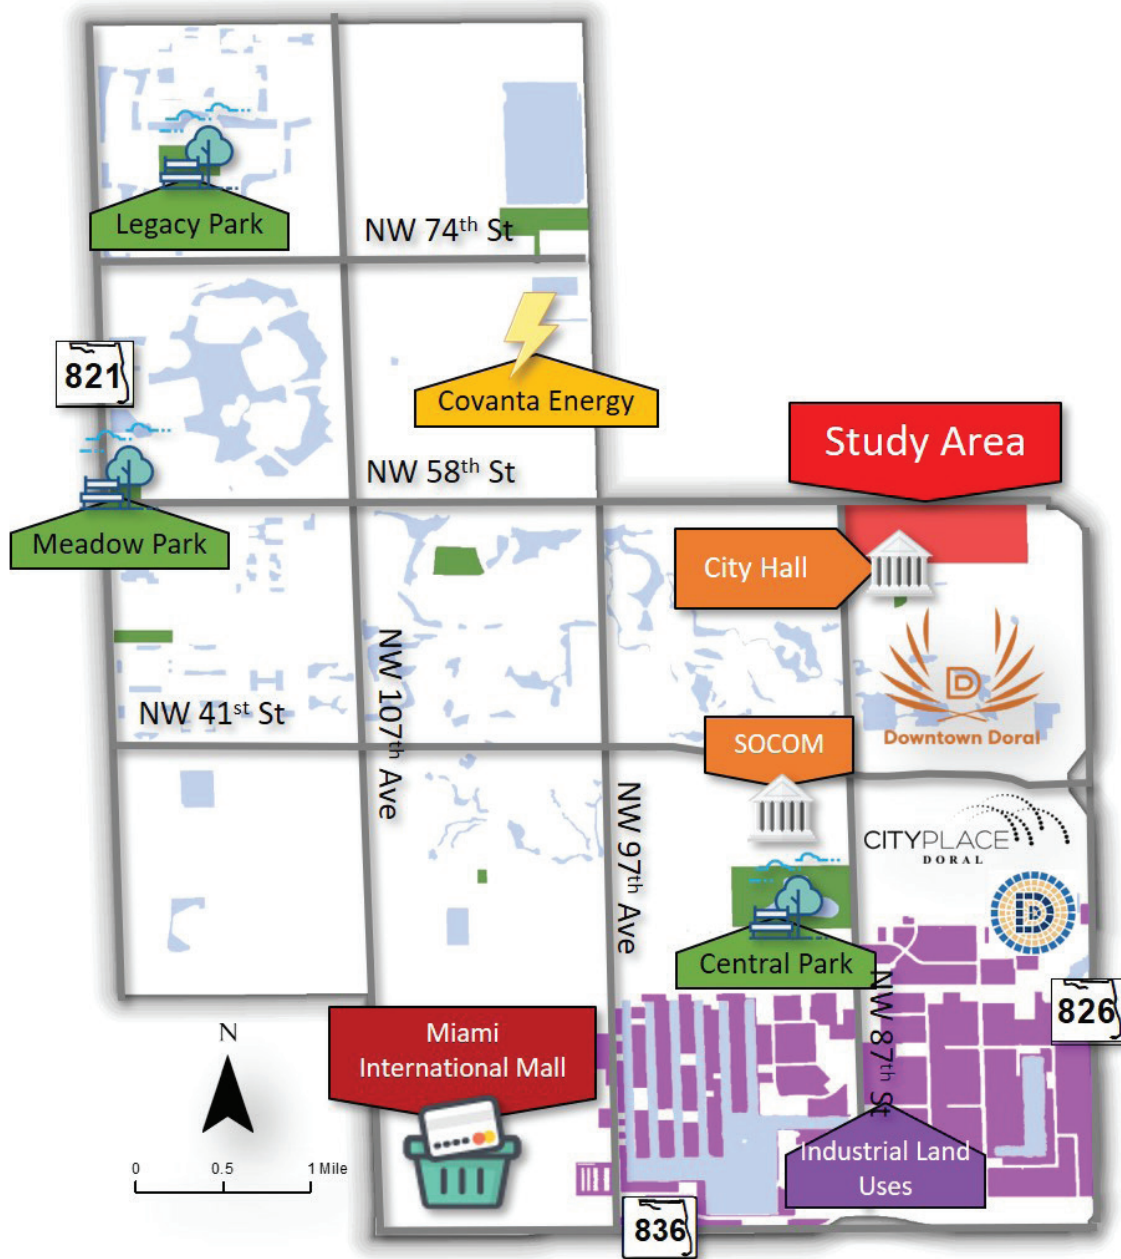 Legacy Park
NW 74th St
821
Covanta Energy
Study Area
NW 58th St
Meadow Park
City Hall
NW 107th Ave
D
Downtown Doral
NW 41st St
SOCOM
NW 97th Ave
CITYPLACE
DORAL
D
Central Park
NW 87th St
826
N
Miami
International Mall
0 0.5 1 Mile
Industrial Land
Uses
836